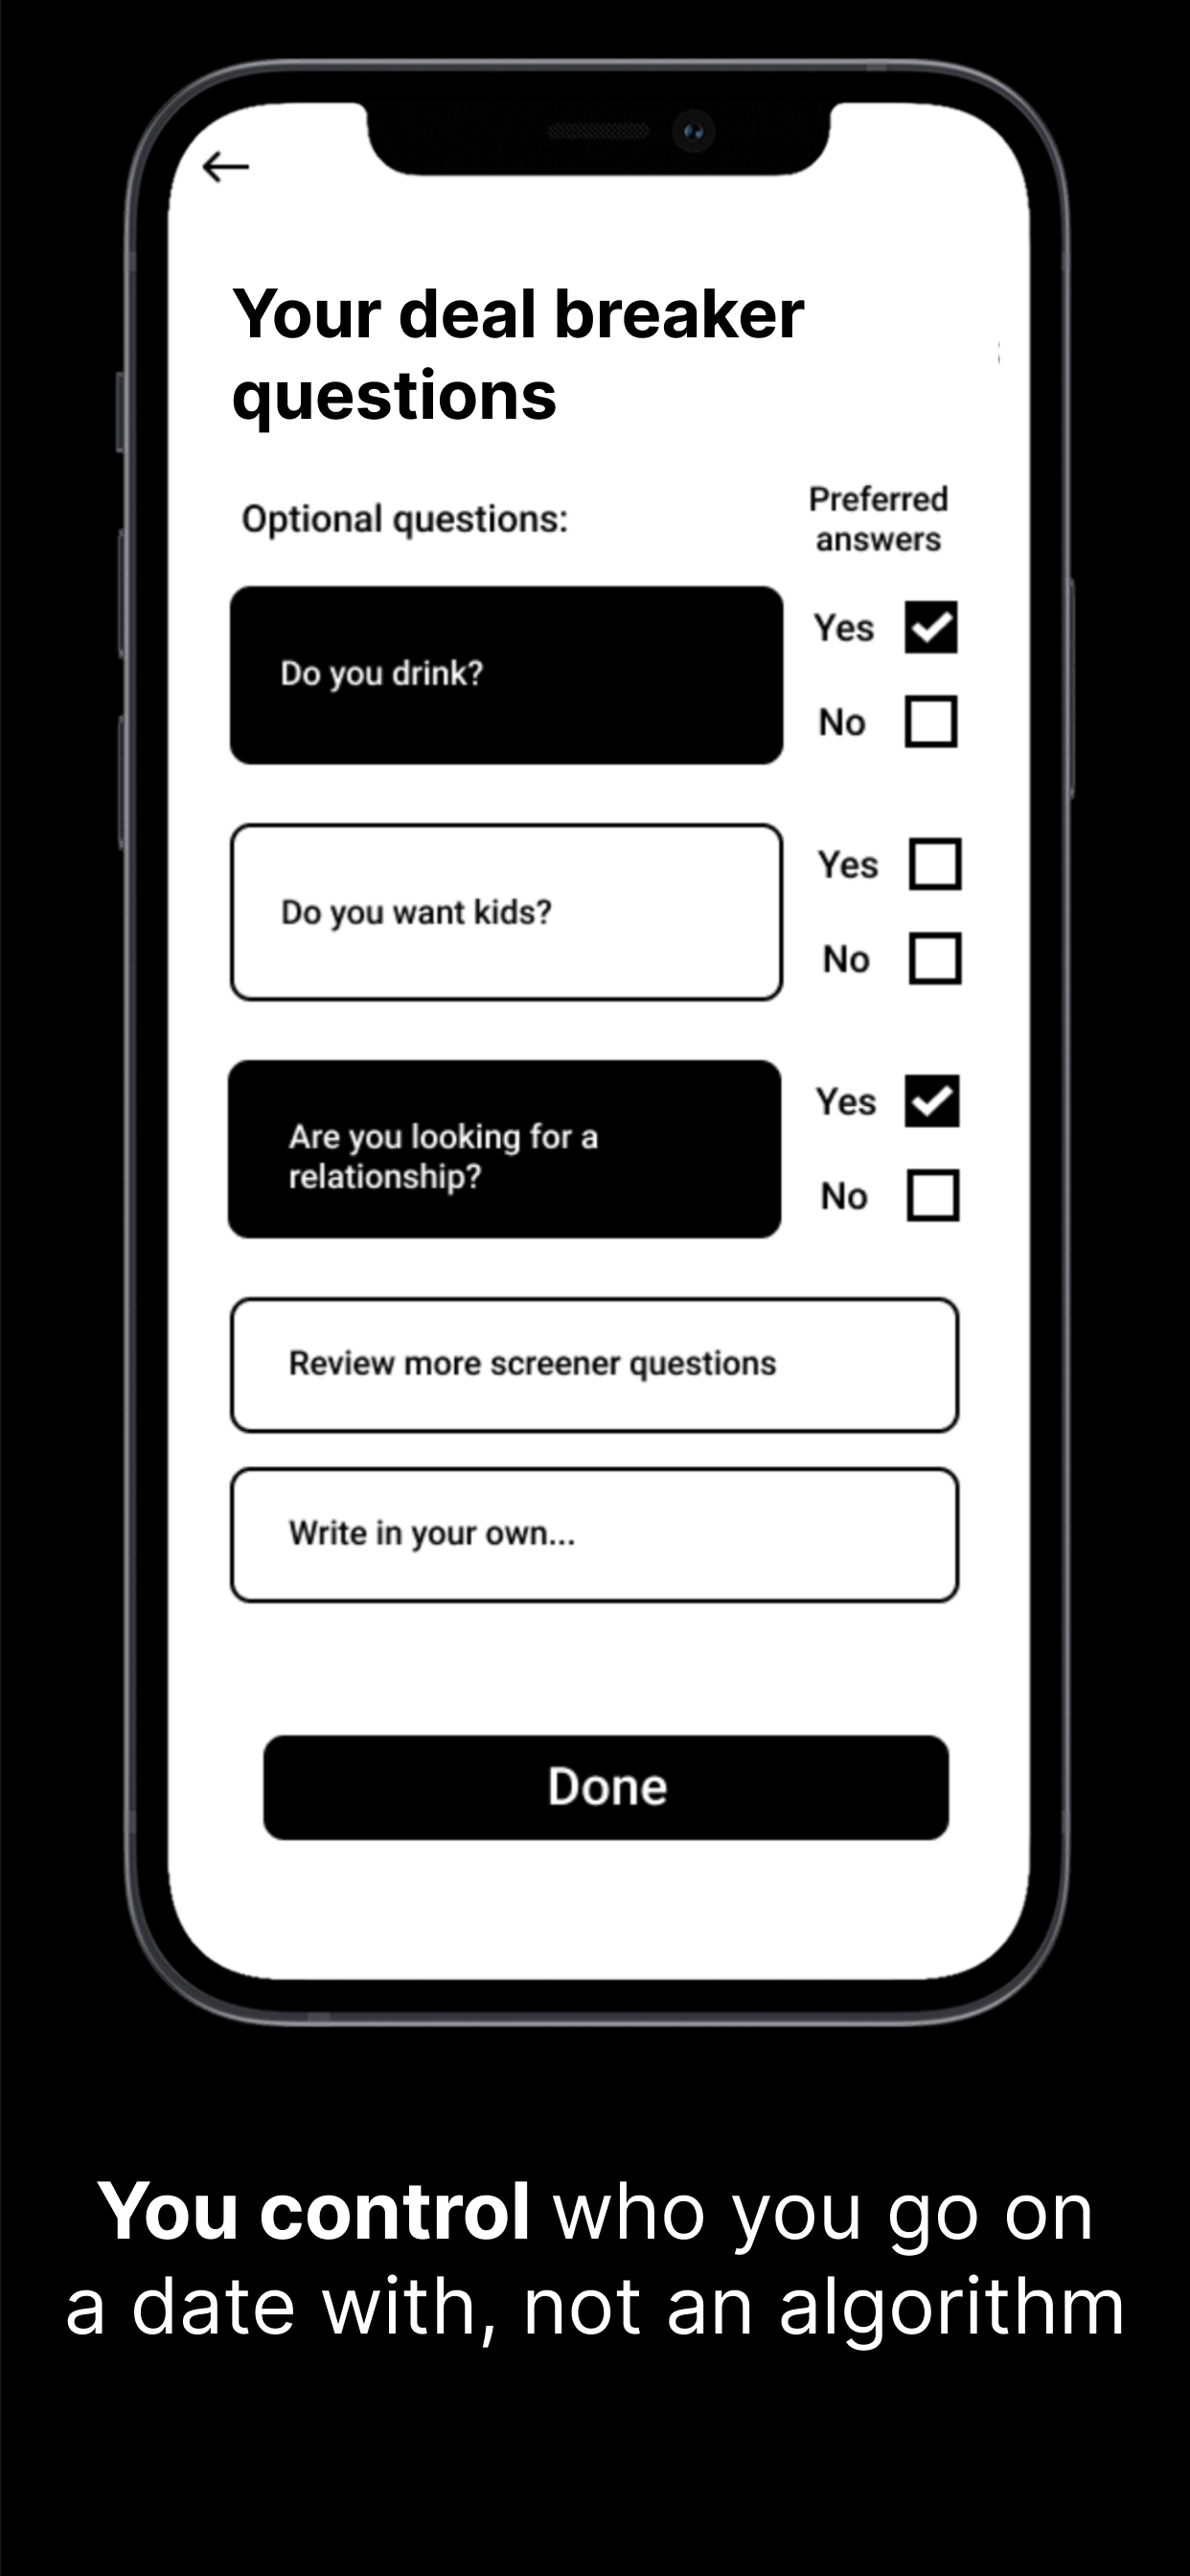 Your deal breaker
questions
Optional questions:
Preferred
answers
Do you drink?
Yes
No
Do you want kids?
Yes
No
Are you looking for a
relationship?
Yes
No
Review more screener questions
Write in your own...
Done
You control who you go on
a date with, not an algorithm